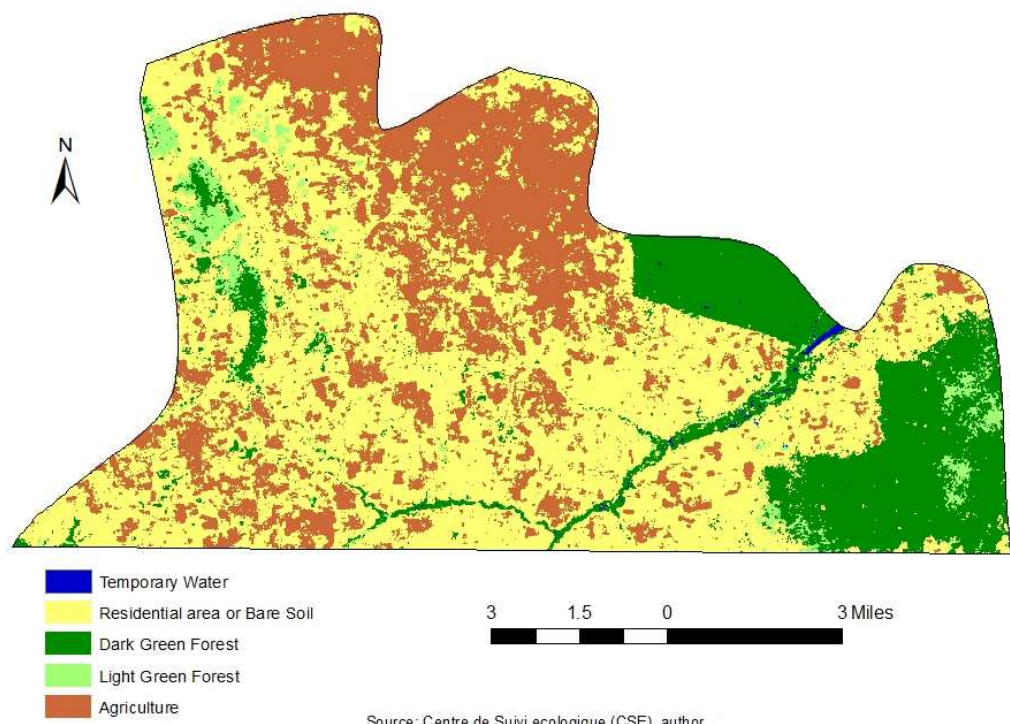 N
Temporary Water
Residential area or Bare Soil
Dark Green Forest
Light Green Forest
Agriculture
3 1.5 0 3 Miles
Source: Centre de Suivi ecologique (CSE), author